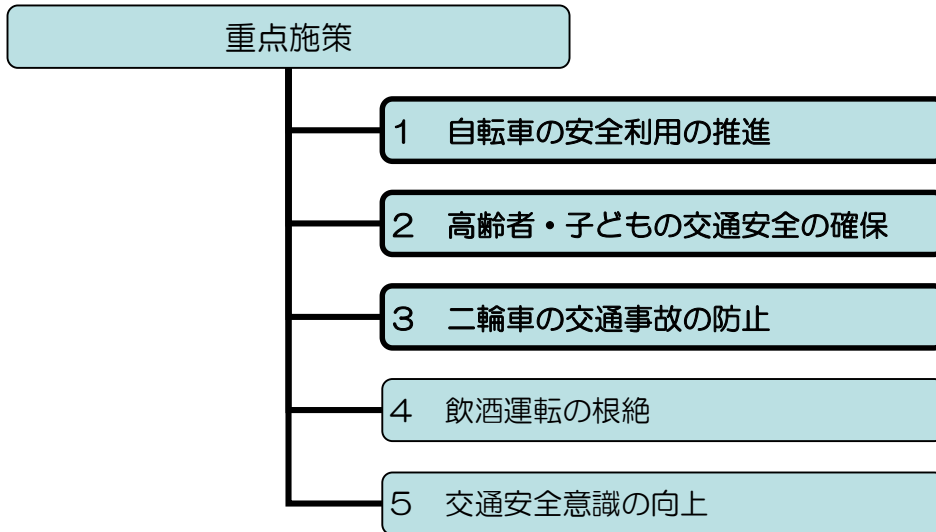 重点施策
１　自転車の安全利用の推進
２　高齢者・子どもの交通安全の確保
３　二輪車の交通事故の防止
４　飲酒運転の根絶
５　交通安全意識の向上